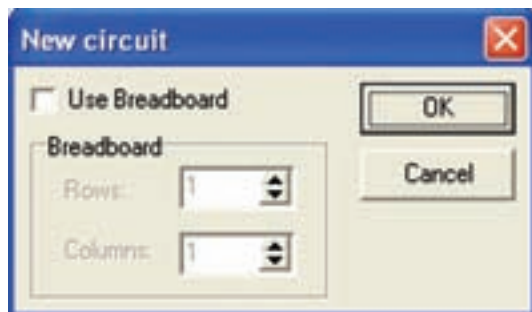 New circuit
Use Breadboard
OK
Breadboard
Rows: 1
Cancel
Columns: 1